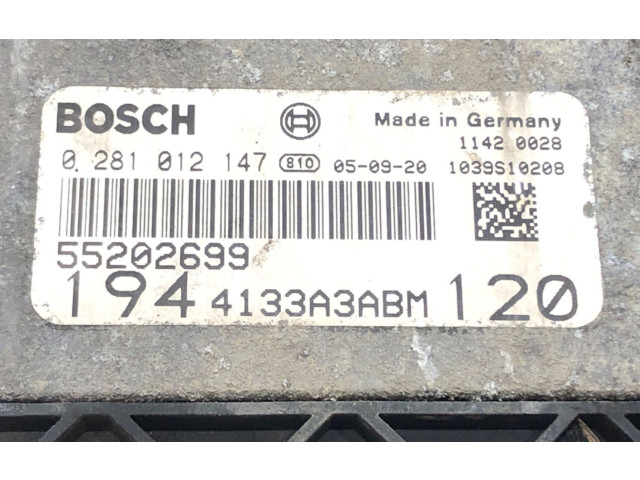 BOSCH Made in Germany
1142 0028
0 281 012 147 810 05-09-20 1039S10208
55202699
194 4133A3ABM 120